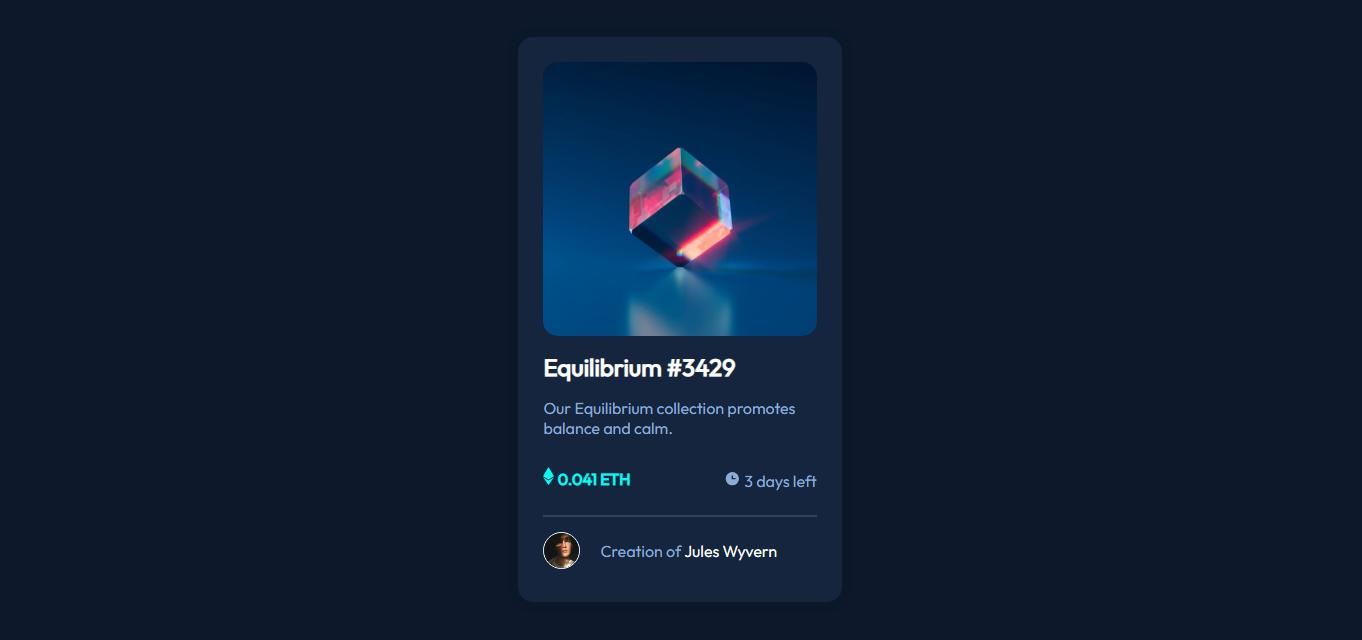 Equilibrium #3429
Our Equilibrium collection promotes
balance and calm.
0.041 ETH
3 days left
Creation of Jules Wyvern